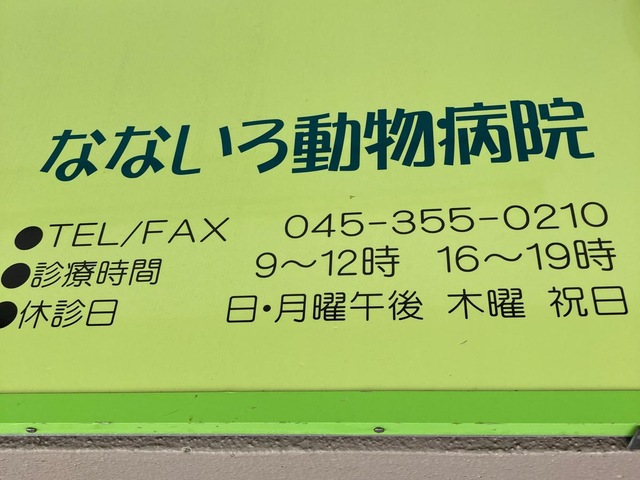 なないろ動物病院
●TEL/FAX 045-355-0210
●診療時間 9〜12時 16〜19時
●休診日 日・月曜午後 木曜 祝日